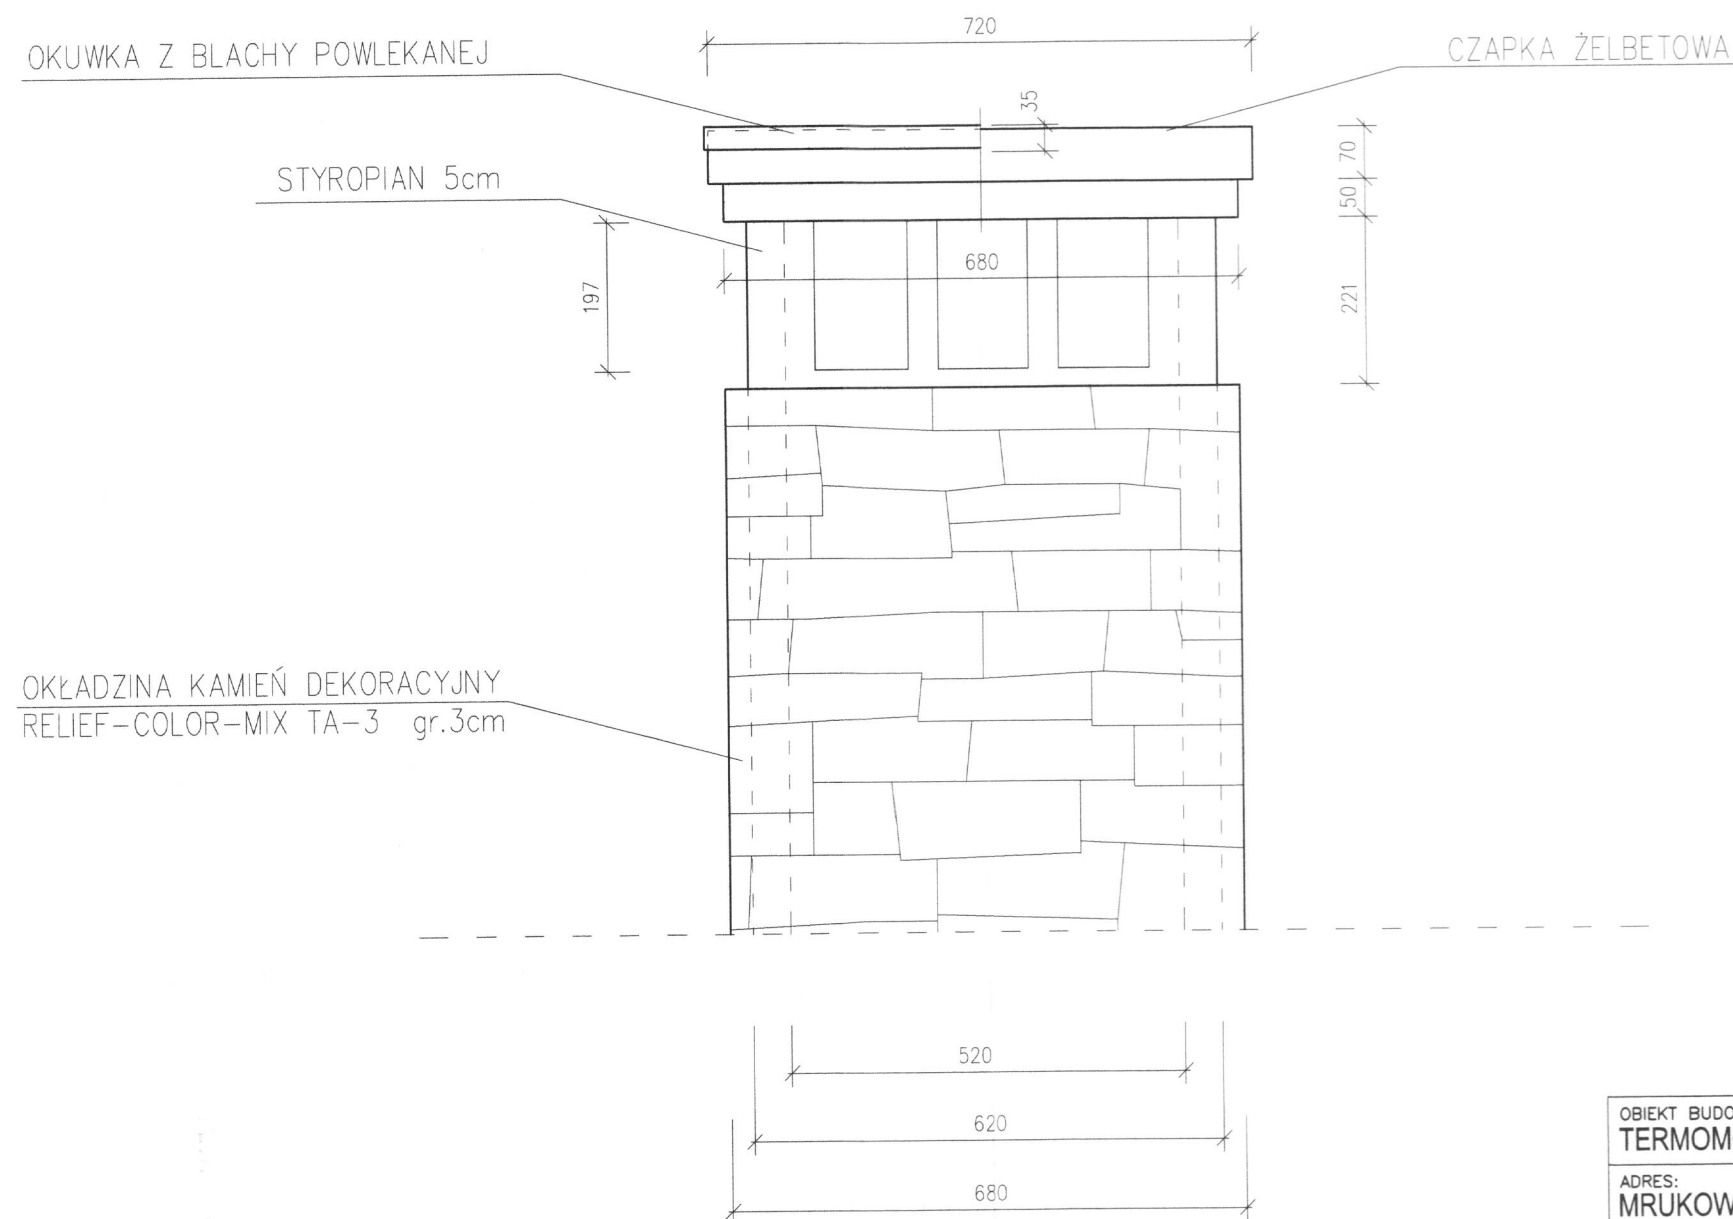 720
OKUWKA Z BLACHY POWLEKANEJ
CZAPKA ŻELBETOWA
35
70
STYROPIAN 5cm
50
680
197
221
OKŁADZINA KAMIEŃ DEKORACYJNY
RELIEF-COLOR-MIX TA-3 gr.3cm
520
620
680
OBIEKT BUDO
TERMOM
ADRES:
MRUKOW